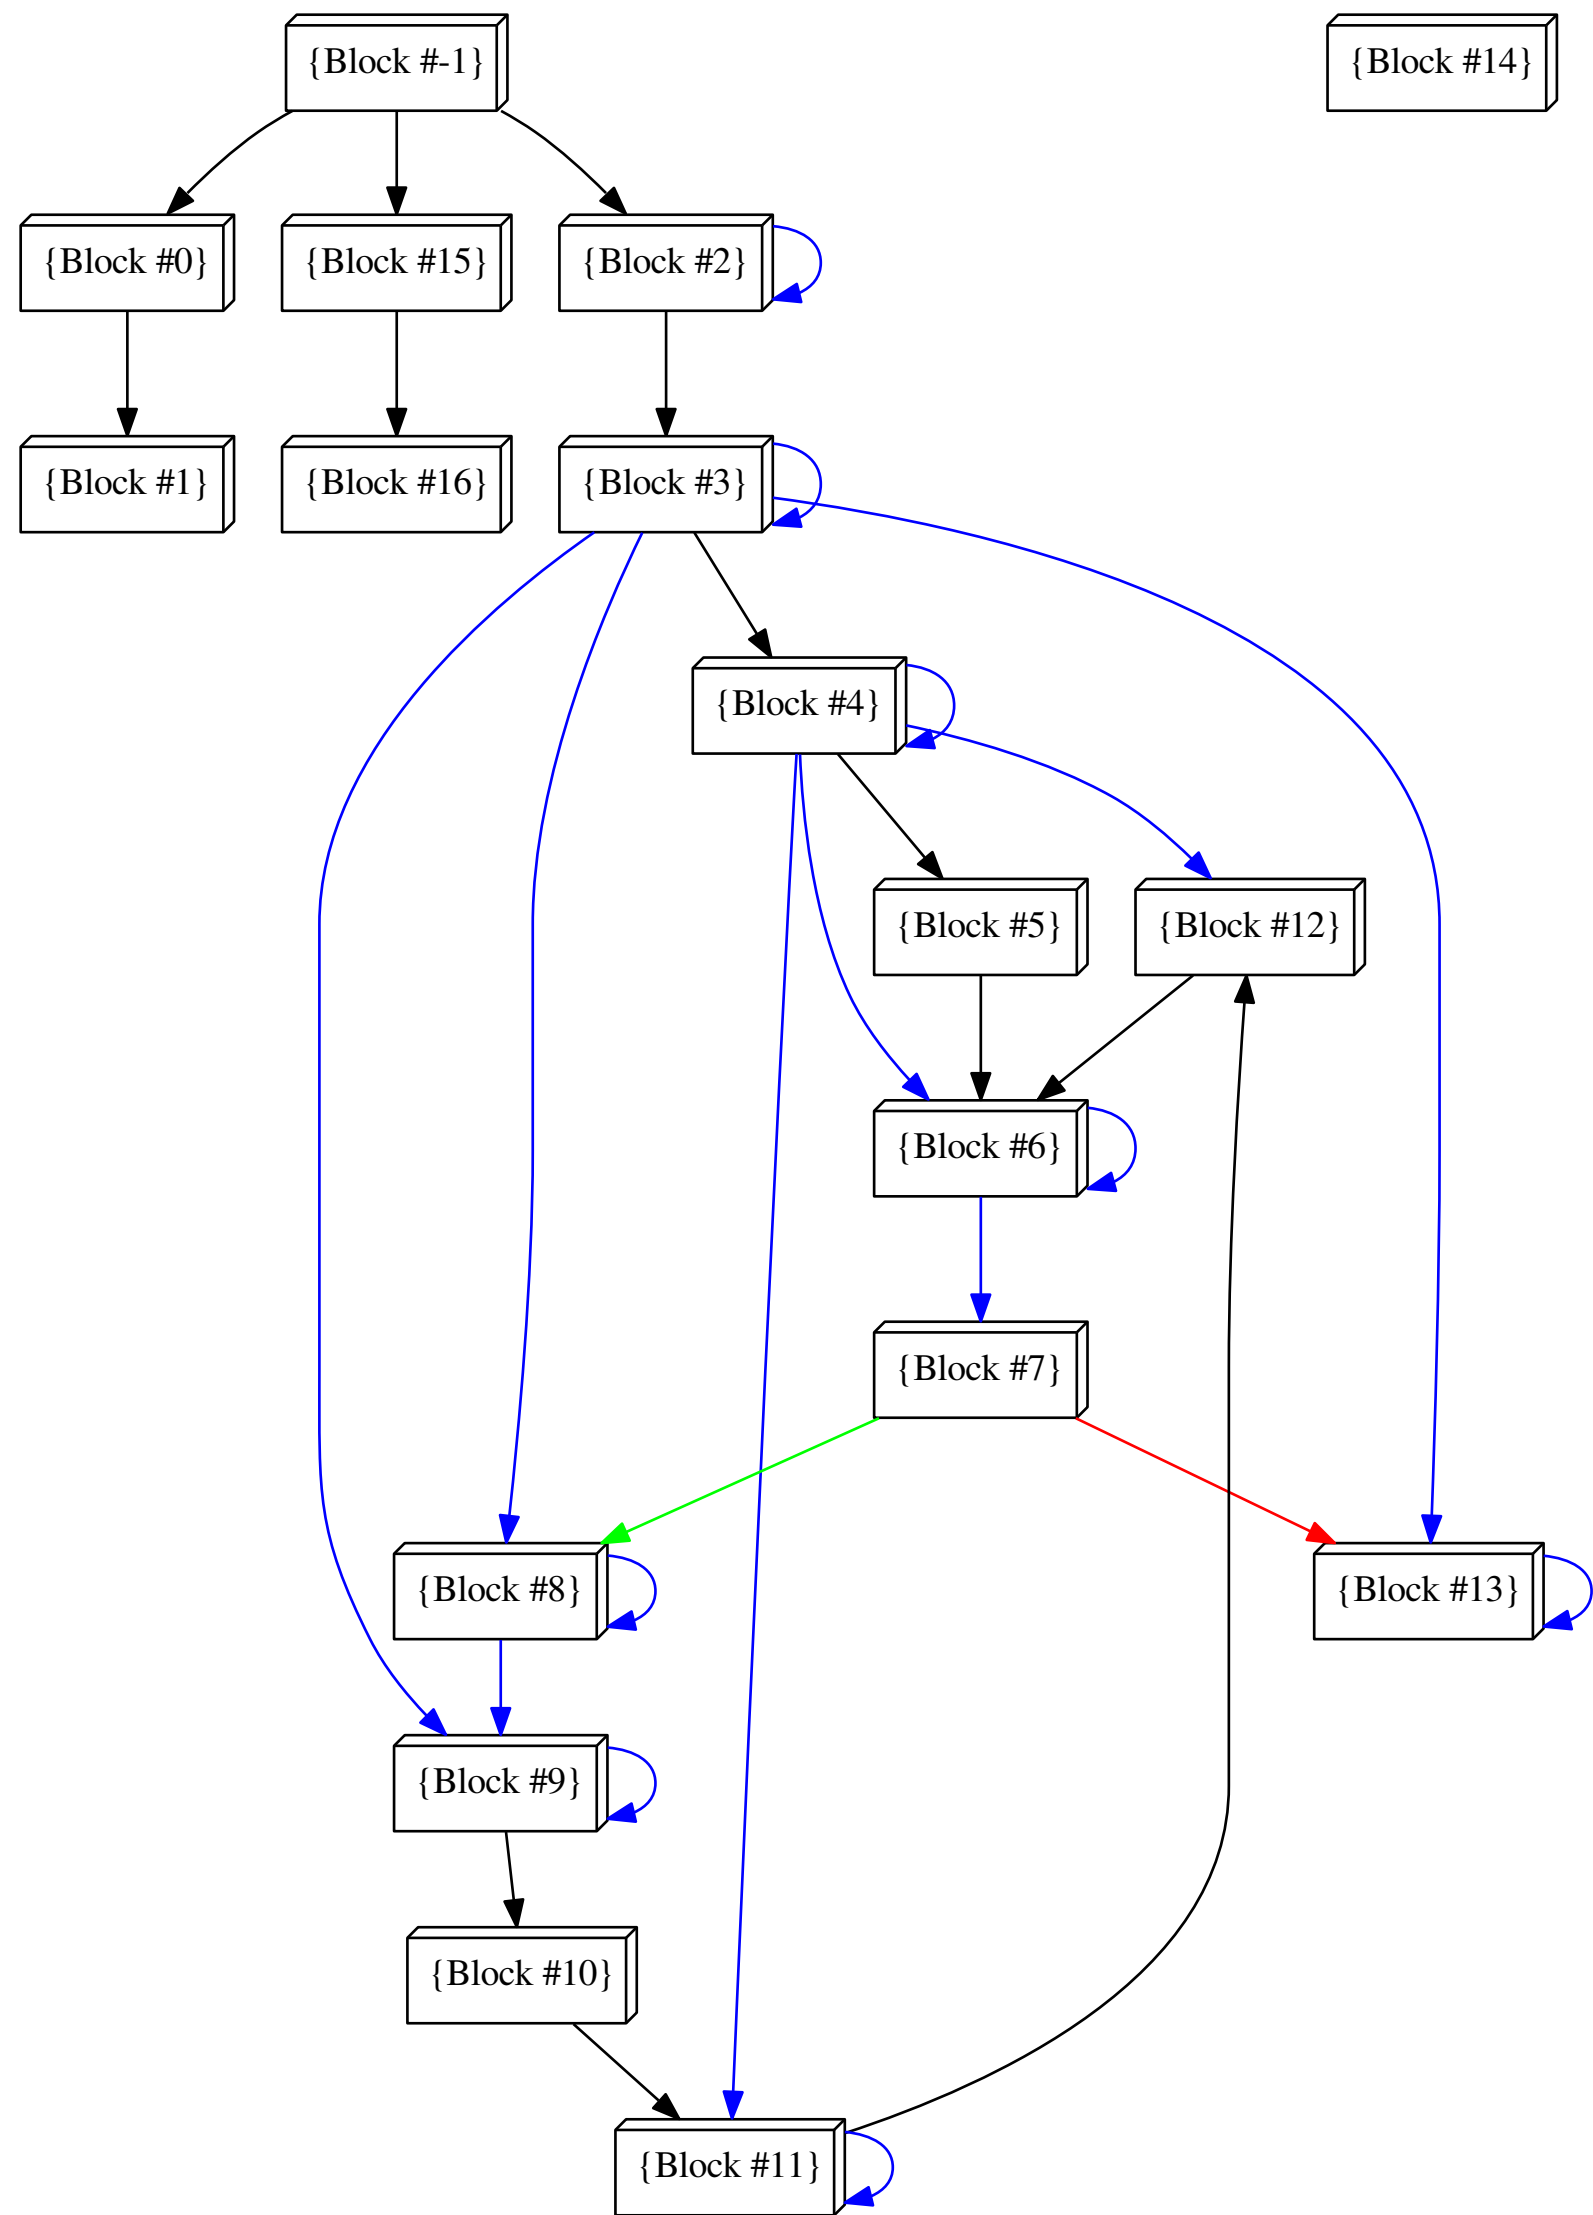 {Block #-1}
{Block #14}
{Block #0}
{Block #15}
{Block #2}
{Block #1}
{Block #16}
{Block #3}
{Block #4}
{Block #5}
{Block #12}
{Block #6}
{Block #7}
{Block #8}
{Block #13}
{Block #9}
{Block #10}
{Block #11}